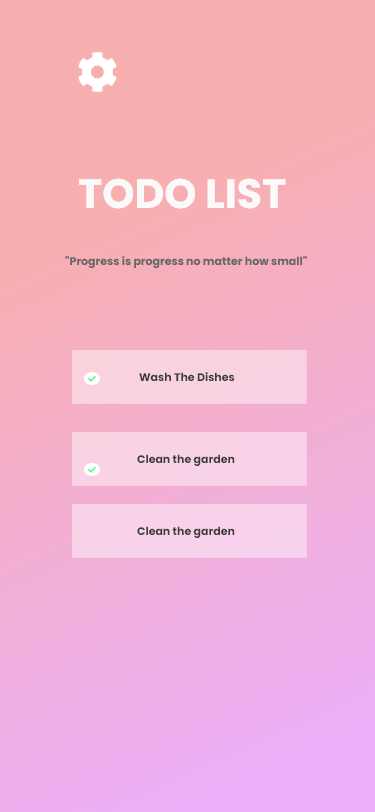 TODO LIST
"Progress is progress no matter how small"
Wash The Dishes
Clean the garden
Clean the garden